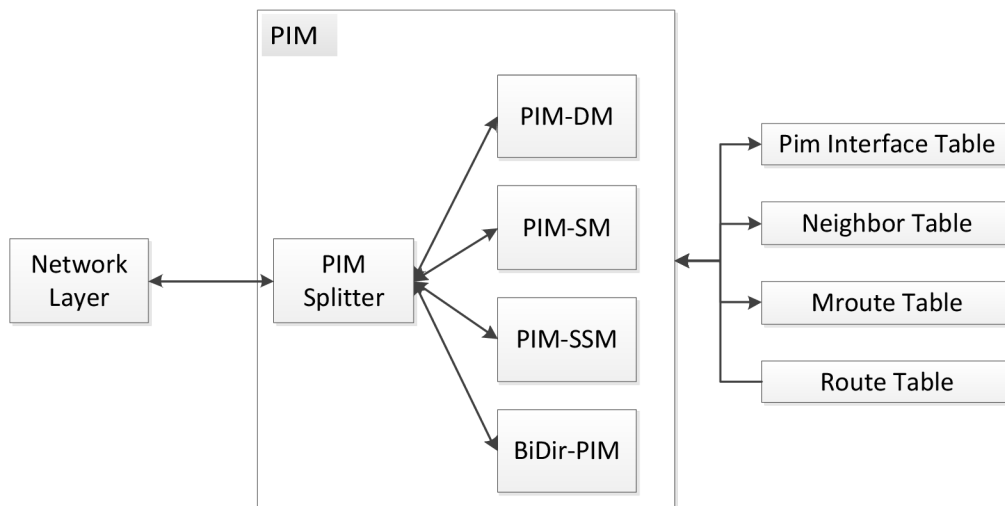 PIM
PIM-DM
PIM-SM
PIM-SSM
BiDir-PIM
Network
Layer
PIM
Splitter
Pim Interface Table
Neighbor Table
Mroute Table
Route Table